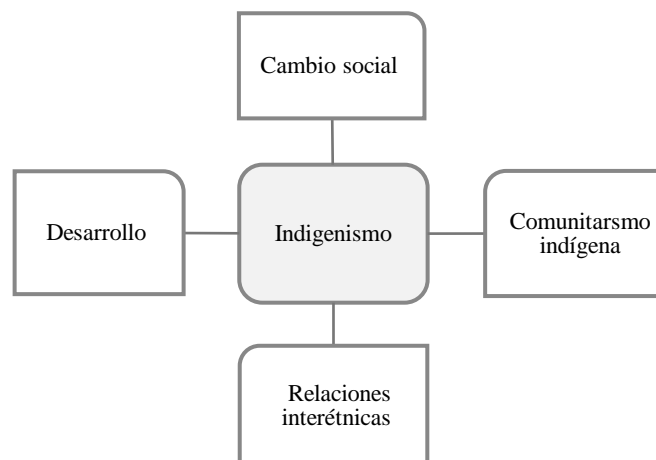 Cambio social
Desarrollo
Indigenismo
Comunitarsmo
indígena
Relaciones
interétnicas